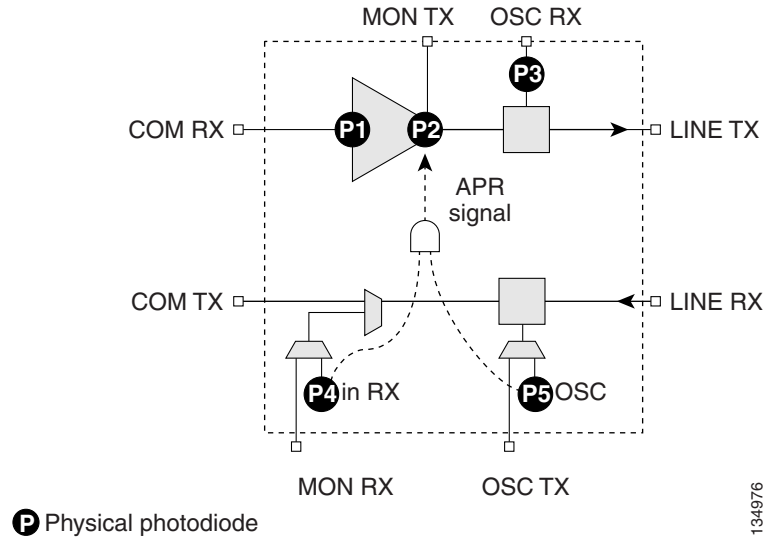 MON TX OSC RX
P3
COM RX P1 P2 LINE TX
APR
signal
COM TX LINE RX
P4 in RX P5 OSC
MON RX OSC TX
P Physical photodiode
134976